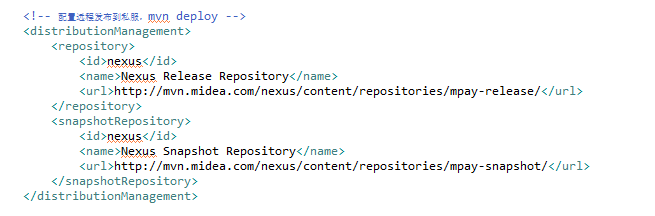 <!-- 配置远程发布到私服，mvn deploy -->
<distributionManagement>
<repository>
<id>nexus</id>
<name>Nexus Release Repository</name>
<url>http://mvn.midea.com/nexus/content/repositories/mpay-release/</url>
</repository>
<snapshotRepository>
<id>nexus</id>
<name>Nexus Snapshot Repository</name>
<url>http://mvn.midea.com/nexus/content/repositories/mpay-snapshot/</url>
</snapshotRepository>
</distributionManagement>